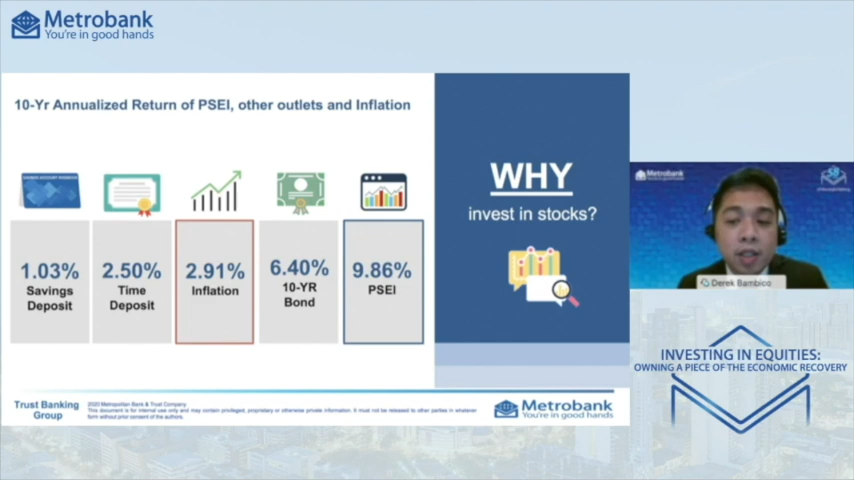 Metrobank
You're in good hands
10-Yr Annualized Return of PSEI, other outlets and Inflation
1.03%
Savings
Deposit
2.50%
Time
Deposit
2.91%
Inflation
6.40%
10-YR
Bond
9.86%
PSEI
WHY
invest in stocks?
Trust Banking
Group
2020 Metropolitan Bank & Trust Company
This document is for internal use only and may contain privileged, proprietary or otherwise private information. It must not be released to other parties in whatever
form without prior consent of the authors.
Metrobank
You're in good hands
Metrobank
Derek Bambico
INVESTING IN EQUITIES:
OWNING A PIECE OF THE ECONOMIC RECOVERY